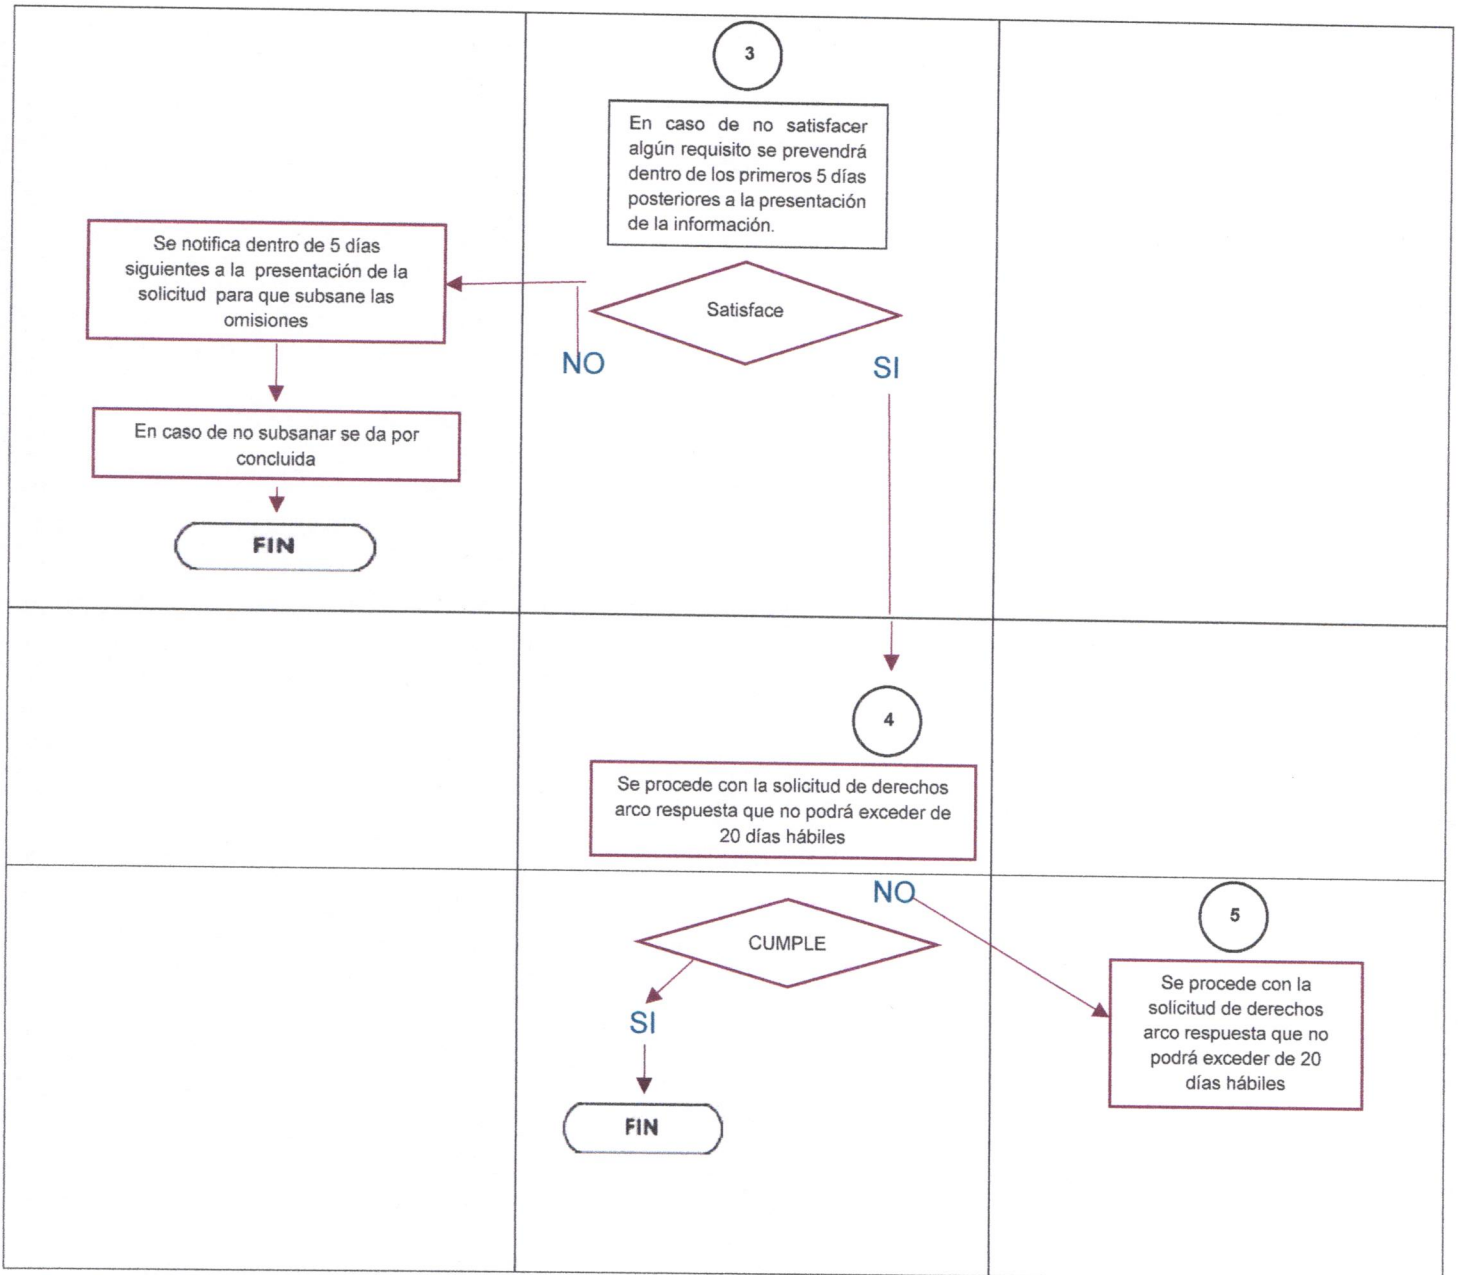 3
En caso de no satisfacer
algún requisito se prevendrá
dentro de los primeros 5 días
posteriores a la presentación
de la información.
Se notifica dentro de 5 días
siguientes a la presentación de la
solicitud para que subsane las
omisiones
Satisface
NO
SI
En caso de no subsanar se da por
concluida
FIN
4
Se procede con la solicitud de derechos
arco respuesta que no podrá exceder de
20 días hábiles
NO
CUMPLE
SI
FIN
5
Se procede con la
solicitud de derechos
arco respuesta que no
podrá exceder de 20
días hábiles